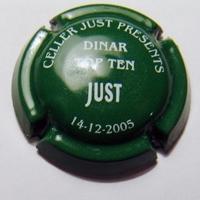 CELLER JUST PRESENTS
DINAR
TOP TEN
JUST
14-12-2005